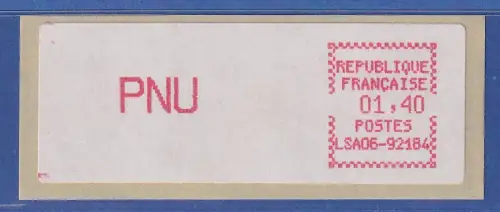 PNU
REPUBLIQUE
FRANÇAISE
01,40
POSTES
LSA06-92184